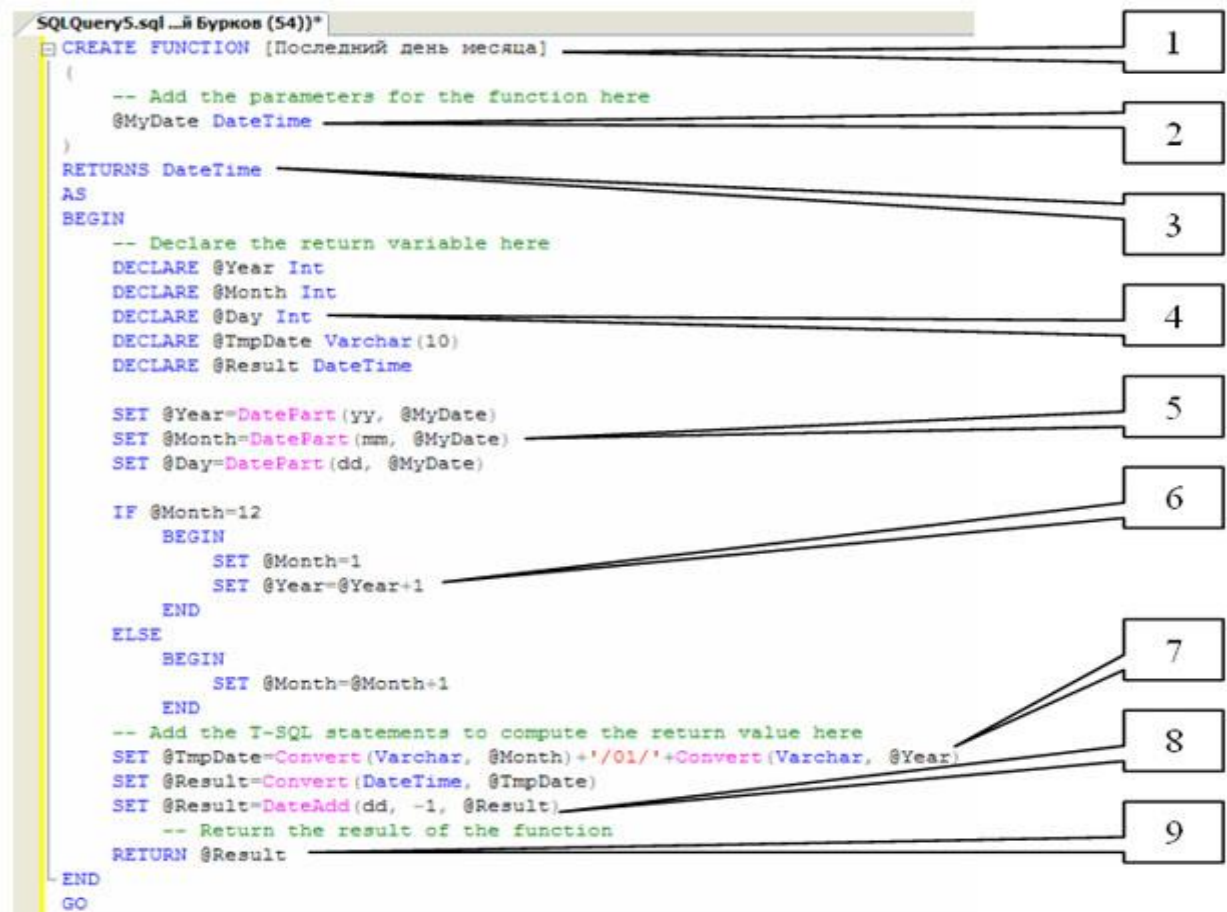 SQLQuery5.sql ...й Бурков (54))*
CREATE FUNCTION [Последний день месяца]
(
-- Add the parameters for the function here
@MyDate DateTime
)
RETURNS DateTime
AS
BEGIN
-- Declare the return variable here
DECLARE @Year Int
DECLARE @Month Int
DECLARE @Day Int
DECLARE @TmpDate Varchar(10)
DECLARE @Result DateTime
SET @Year=DatePart(yy, @MyDate)
SET @Month=DatePart(mm, @MyDate)
SET @Day=DatePart(dd, @MyDate)
IF @Month=12
BEGIN
SET @Month=1
SET @Year=@Year+1
END
ELSE
BEGIN
SET @Month=@Month+1
END
-- Add the T-SQL statements to compute the return value here
SET @TmpDate=Convert(Varchar, @Month)+'/01/'+Convert(Varchar, @Year)
SET @Result=Convert(DateTime, @TmpDate)
SET @Result=DateAdd(dd, -1, @Result)
-- Return the result of the function
RETURN @Result
END
GO
1
2
3
4
5
6
7
8
9